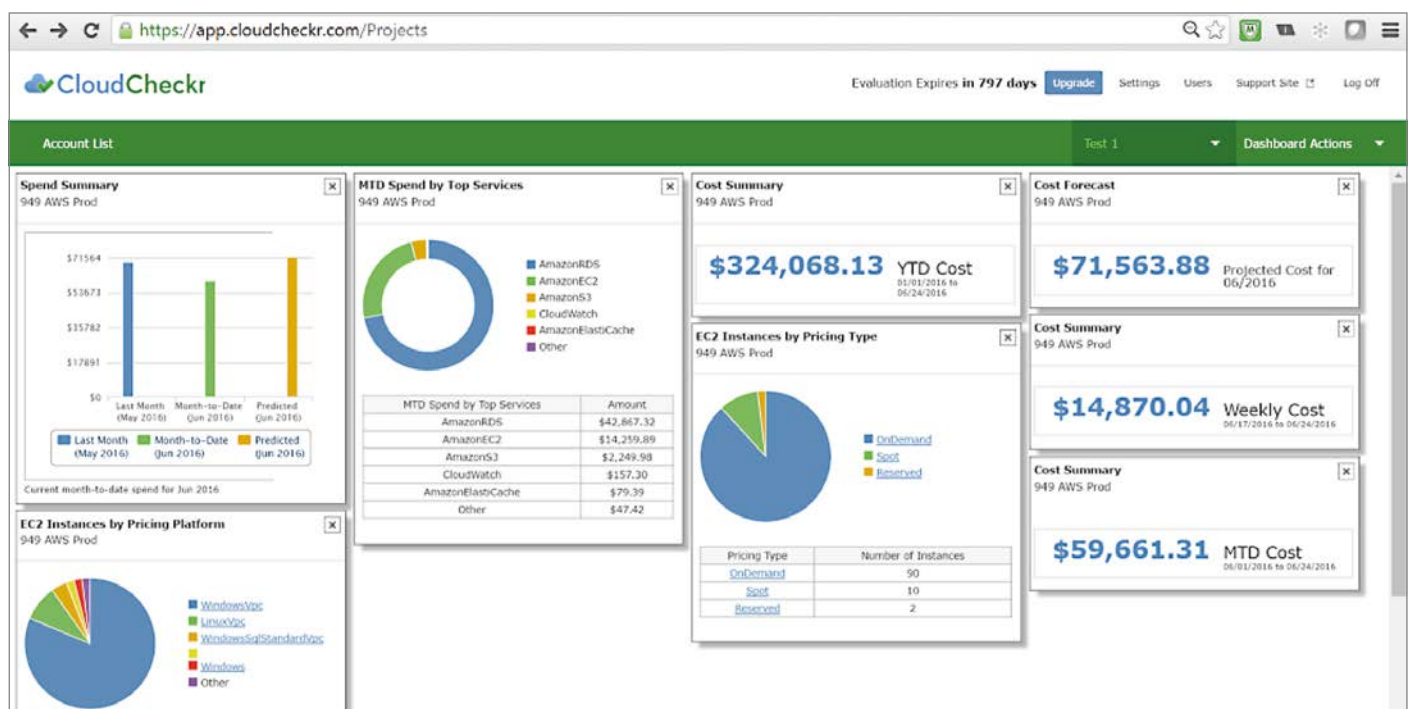 https://app.cloudcheckr.com/Projects
CloudCheckr
Evaluation Expires in 797 days Upgrade Settings Users Support Site Log Off
Account List
Test 1
Dashboard Actions
Spend Summary
949 AWS Prod
$71564
$53673
$35782
$17891
$0
Last Month Month-to-Date Predicted
(May 2016) (Jun 2016) (Jun 2016)
Last Month Month-to-Date Predicted
(May 2016) (Jun 2016) (Jun 2016)
Current month-to-date spend for Jun 2016
EC2 Instances by Pricing Platform
949 AWS Prod
WindowsVpc
LinuxVpc
WindowsSqlStandardVpc
Windows
Other
MTD Spend by Top Services
949 AWS Prod
AmazonRDS
AmazonEC2
AmazonS3
CloudWatch
AmazonElastiCache
Other
MTD Spend by Top Services Amount
AmazonRDS $42,867.32
AmazonEC2 $14,259.89
AmazonS3 $2,249.98
CloudWatch $157.30
AmazonElastiCache $79.39
Other $47.42
Cost Summary
949 AWS Prod
$324,068.13 YTD Cost
01/01/2016 to
06/24/2016
EC2 Instances by Pricing Type
949 AWS Prod
OnDemand
Spot
Reserved
Pricing Type Number of Instances
OnDemand 90
Spot 10
Reserved 2
Cost Forecast
949 AWS Prod
$71,563.88 Projected Cost for
06/2016
Cost Summary
949 AWS Prod
$14,870.04 Weekly Cost
06/17/2016 to 06/24/2016
Cost Summary
949 AWS Prod
$59,661.31 MTD Cost
06/01/2016 to 06/24/2016